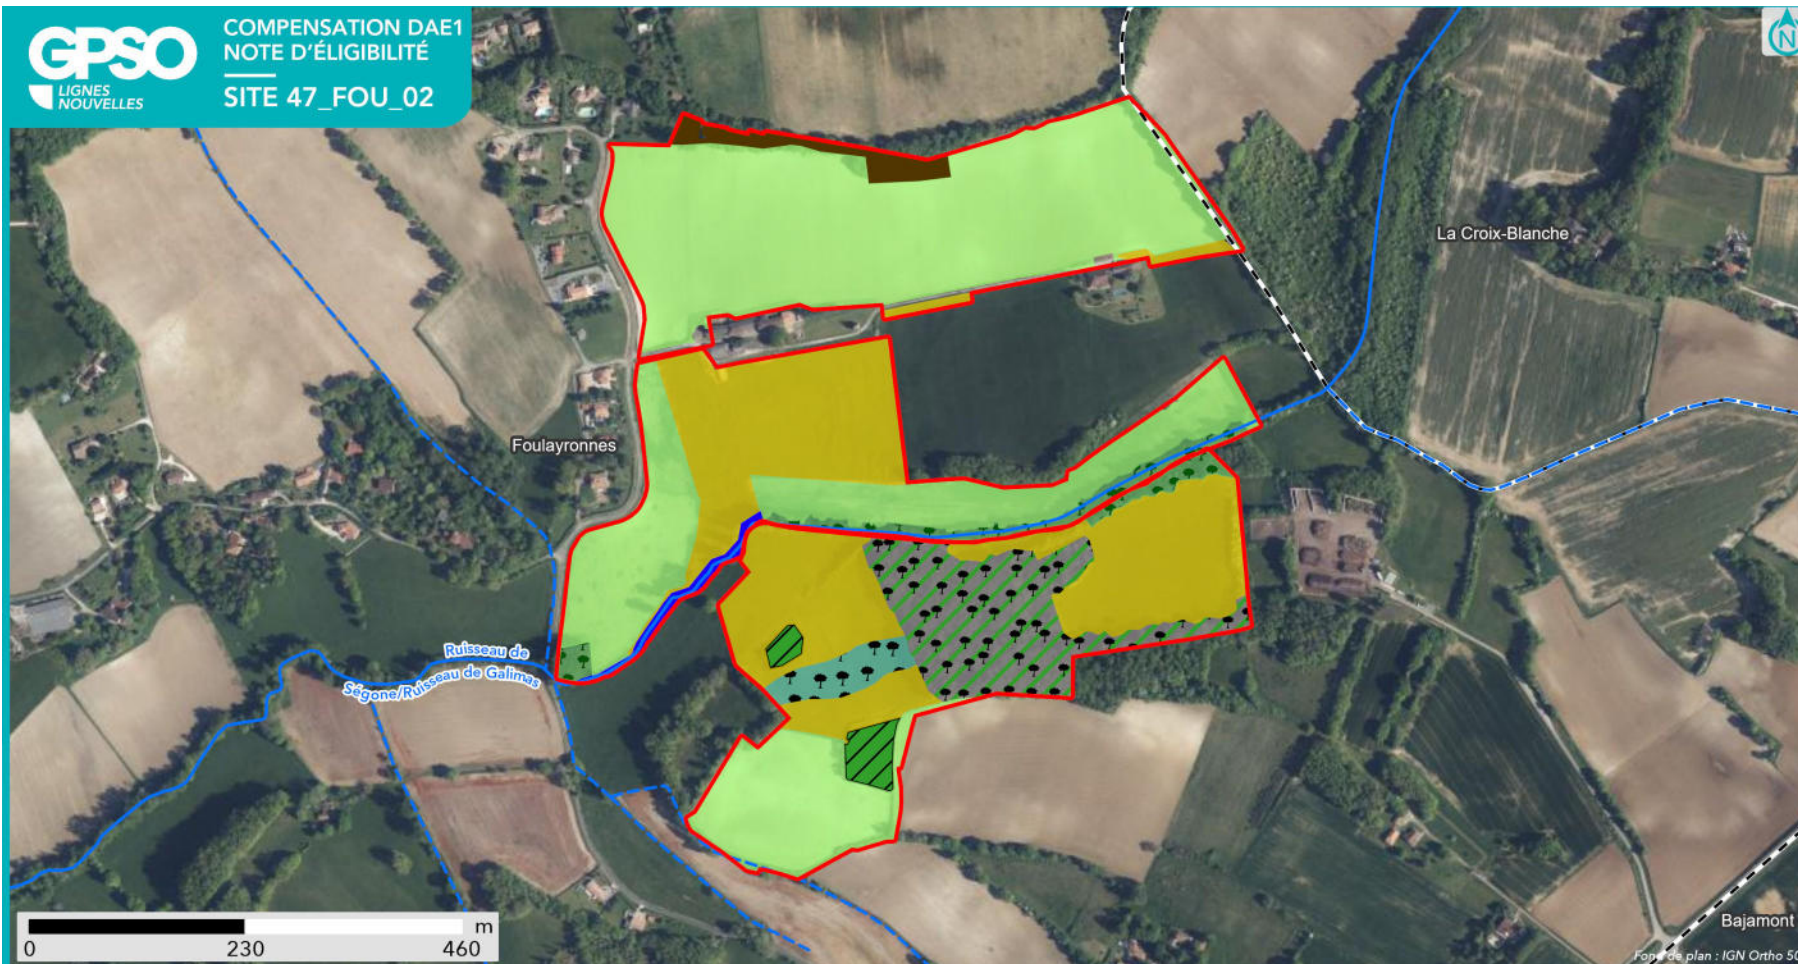 GPSO
LIGNES
NOUVELLES
COMPENSATION DAE1
NOTE D'ÉLIGIBILITÉ
SITE 47_FOU_02
N
La Croix-Blanche
Foulayronnes
Ruisseau de
Ségone/Ruisseau de Galimas
Bajamont
m
0 230 460
Fond de plan : IGN Ortho 50